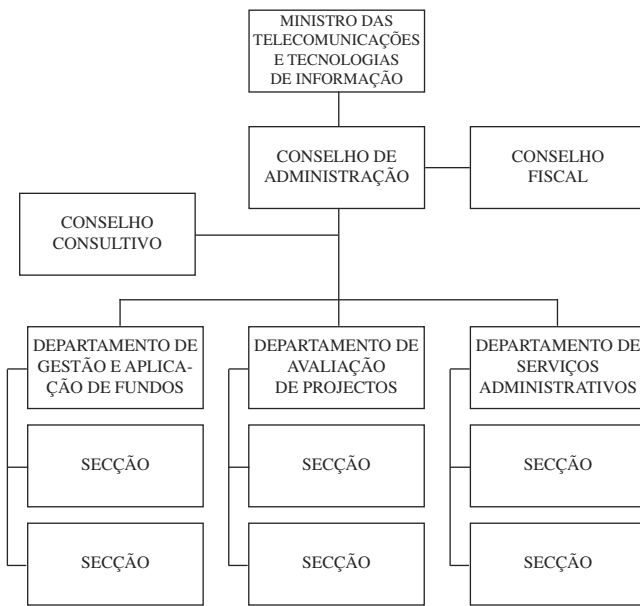 MINISTRO DAS
TELECOMUNICAÇÕES
E TECNOLOGIAS
DE INFORMAÇÃO
CONSELHO DE
ADMINISTRAÇÃO
CONSELHO
FISCAL
CONSELHO
CONSULTIVO
DEPARTAMENTO DE
GESTÃO E APLICA-
ÇÃO DE FUNDOS
DEPARTAMENTO DE
AVALIAÇÃO
DE PROJECTOS
DEPARTAMENTO DE
SERVIÇOS
ADMINISTRATIVOS
SECÇÃO
SECÇÃO
SECÇÃO
SECÇÃO
SECÇÃO
SECÇÃO